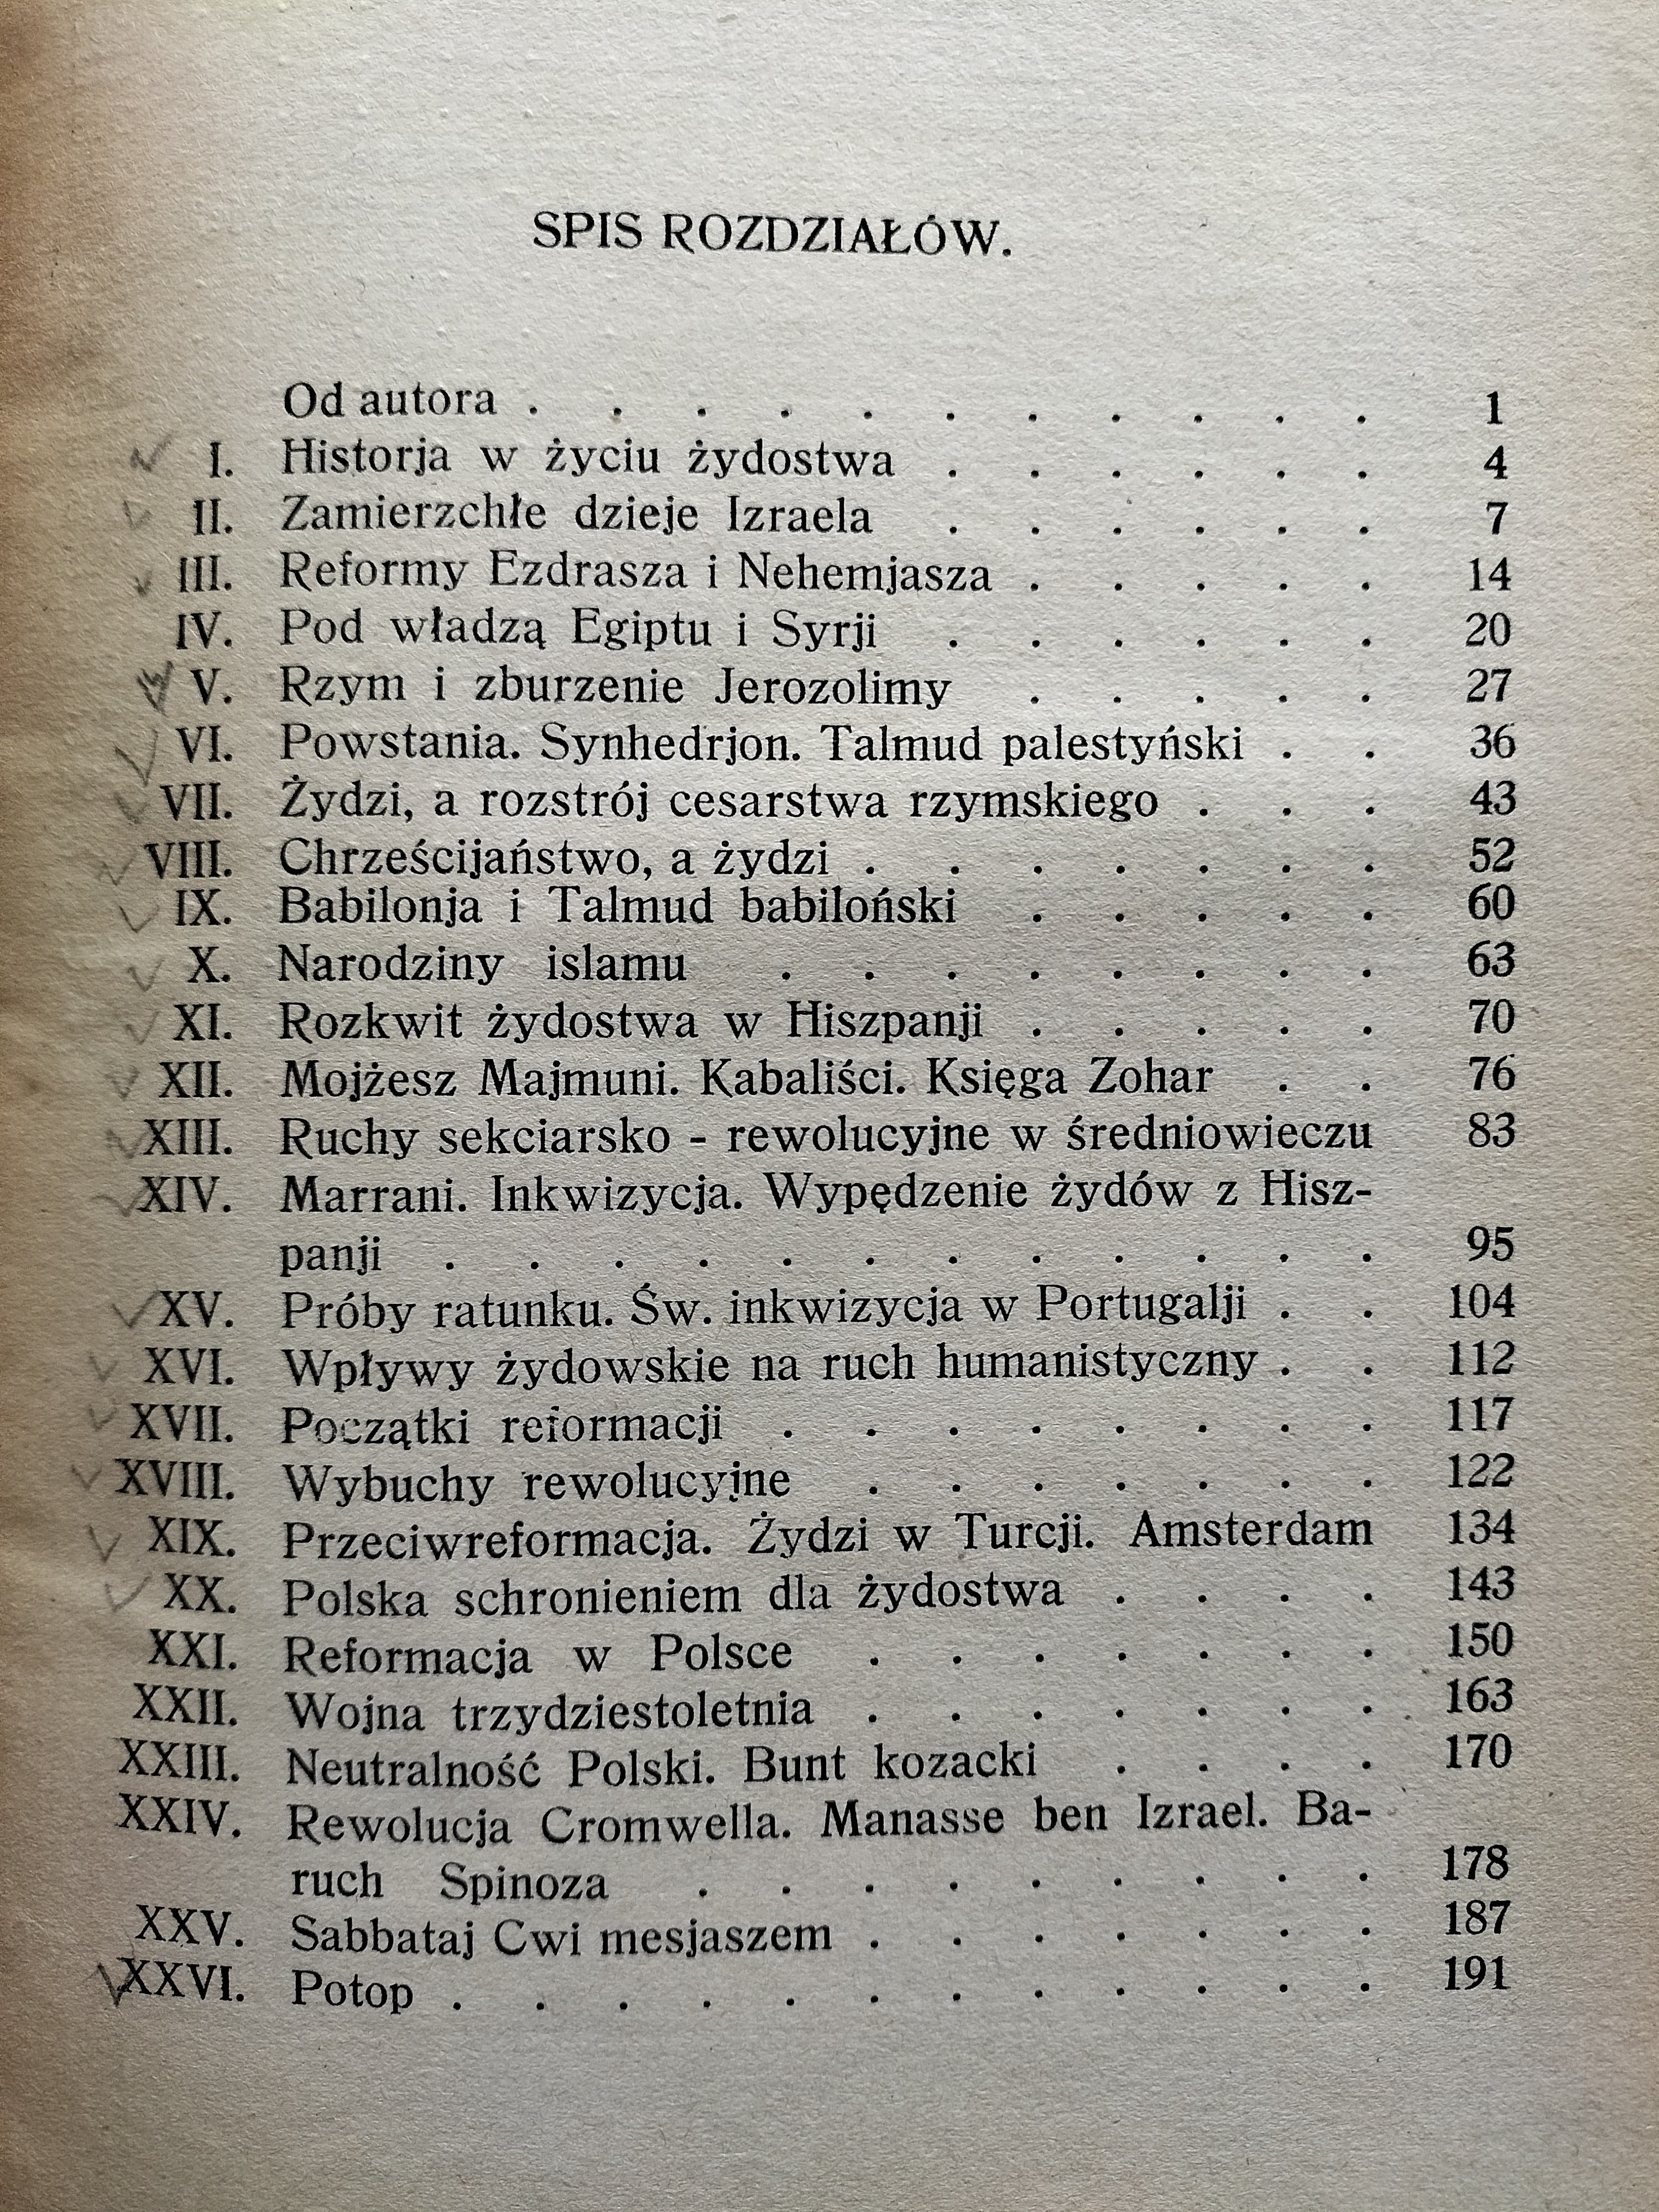 SPIS ROZDZIAŁÓW.
Od autora . . . . . . . . . . . 1
I. Historja w życiu żydostwa . . . . . . 4
II. Zamierzchłe dzieje Izraela . . . . . . 7
III. Reformy Ezdrasza i Nehemjasza . . . . . 14
IV. Pod władzą Egiptu i Syrji . . . . . . 20
V. Rzym i zburzenie Jerozolimy . . . . . 27
VI. Powstania. Synhedrjon. Talmud palestyński . . 36
VII. Żydzi, a rozstrój cesarstwa rzymskiego . . . 43
VIII. Chrześcijaństwo, a żydzi . . . . . . . 52
IX. Babilonja i Talmud babiloński . . . . . 60
X. Narodziny islamu . . . . . . . . 63
XI. Rozkwit żydostwa w Hiszpanji . . . . . 70
XII. Mojżesz Majmuni. Kabaliści. Księga Zohar . . 76
XIII. Ruchy sekciarsko - rewolucyjne w średniowieczu 83
XIV. Marrani. Inkwizycja. Wypędzenie żydów z Hisz-
panji . . . . . . . . . . . . 95
XV. Próby ratunku. Św. inkwizycja w Portugalji . . 104
XVI. Wpływy żydowskie na ruch humanistyczny . . 112
XVII. Początki reformacji . . . . . . . . 117
XVIII. Wybuchy rewolucyjne . . . . . . . 122
XIX. Przeciwreformacja. Żydzi w Turcji. Amsterdam 134
XX. Polska schronieniem dla żydostwa . . . . 143
XXI. Reformacja w Polsce . . . . . . . 150
XXII. Wojna trzydziestoletnia . . . . . . . 163
XXIII. Neutralność Polski. Bunt kozacki . . . . 170
XXIV. Rewolucja Cromwella. Manasse ben Izrael. Ba-
ruch Spinoza . . . . . . . . . 178
XXV. Sabbataj Cwi mesjaszem . . . . . . . 187
XXVI. Potop . . . . . . . . . . . . 191